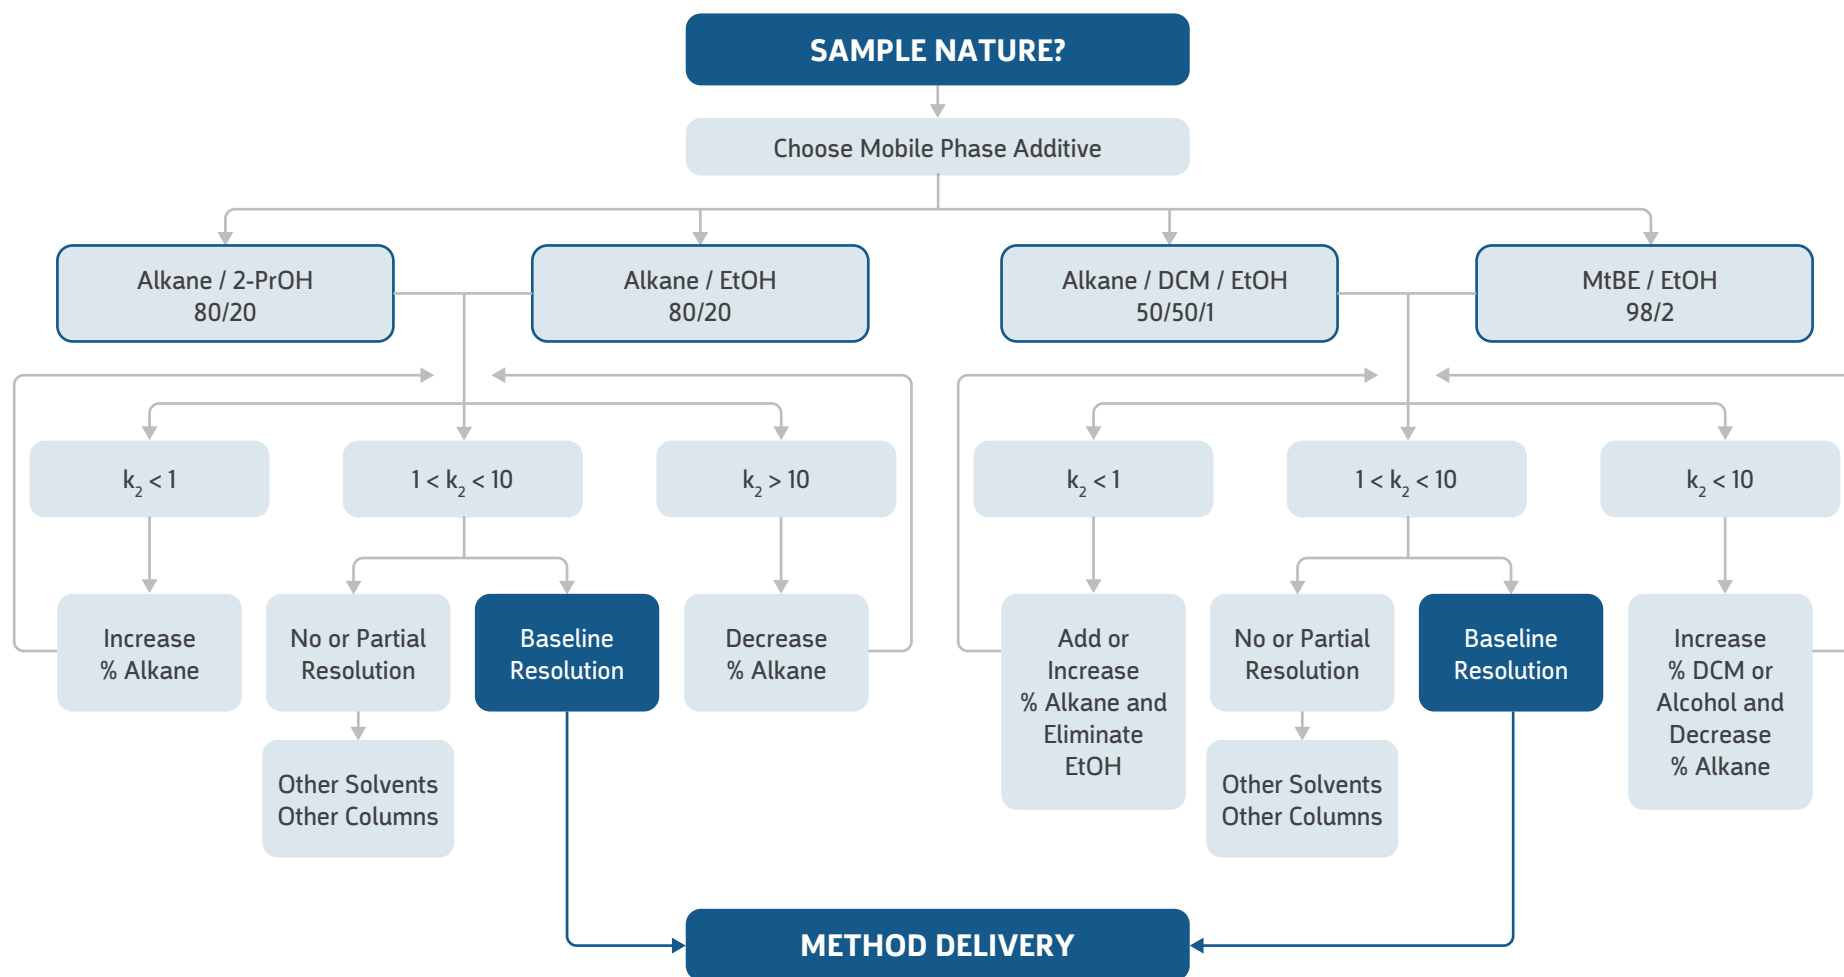 SAMPLE NATURE?
Choose Mobile Phase Additive
Alkane / 2-PrOH
80/20
Alkane / EtOH
80/20
Alkane / DCM / EtOH
50/50/1
MtBE / EtOH
98/2
k₂ < 1
1 < k₂ < 10
k₂ > 10
k₂ < 1
1 < k₂ < 10
k₂ < 10
Increase
% Alkane
No or Partial
Resolution
Baseline
Resolution
Decrease
% Alkane
Add or
Increase
% Alkane and
Eliminate
EtOH
No or Partial
Resolution
Baseline
Resolution
Increase
% DCM or
Alcohol and
Decrease
% Alkane
Other Solvents
Other Columns
Other Solvents
Other Columns
METHOD DELIVERY